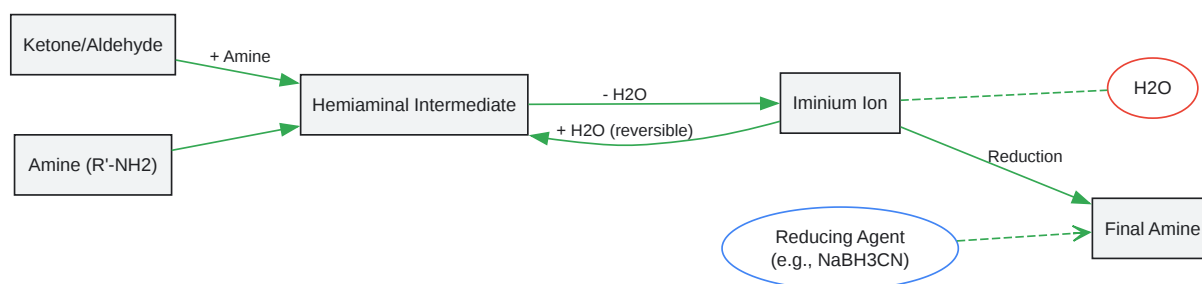 Ketone/Aldehyde
+ Amine
Amine (R'-NH2)
Hemiaminal Intermediate
- H2O
+ H2O (reversible)
Iminium Ion
H2O
Reduction
Reducing Agent
(e.g., NaBH3CN)
Final Amine